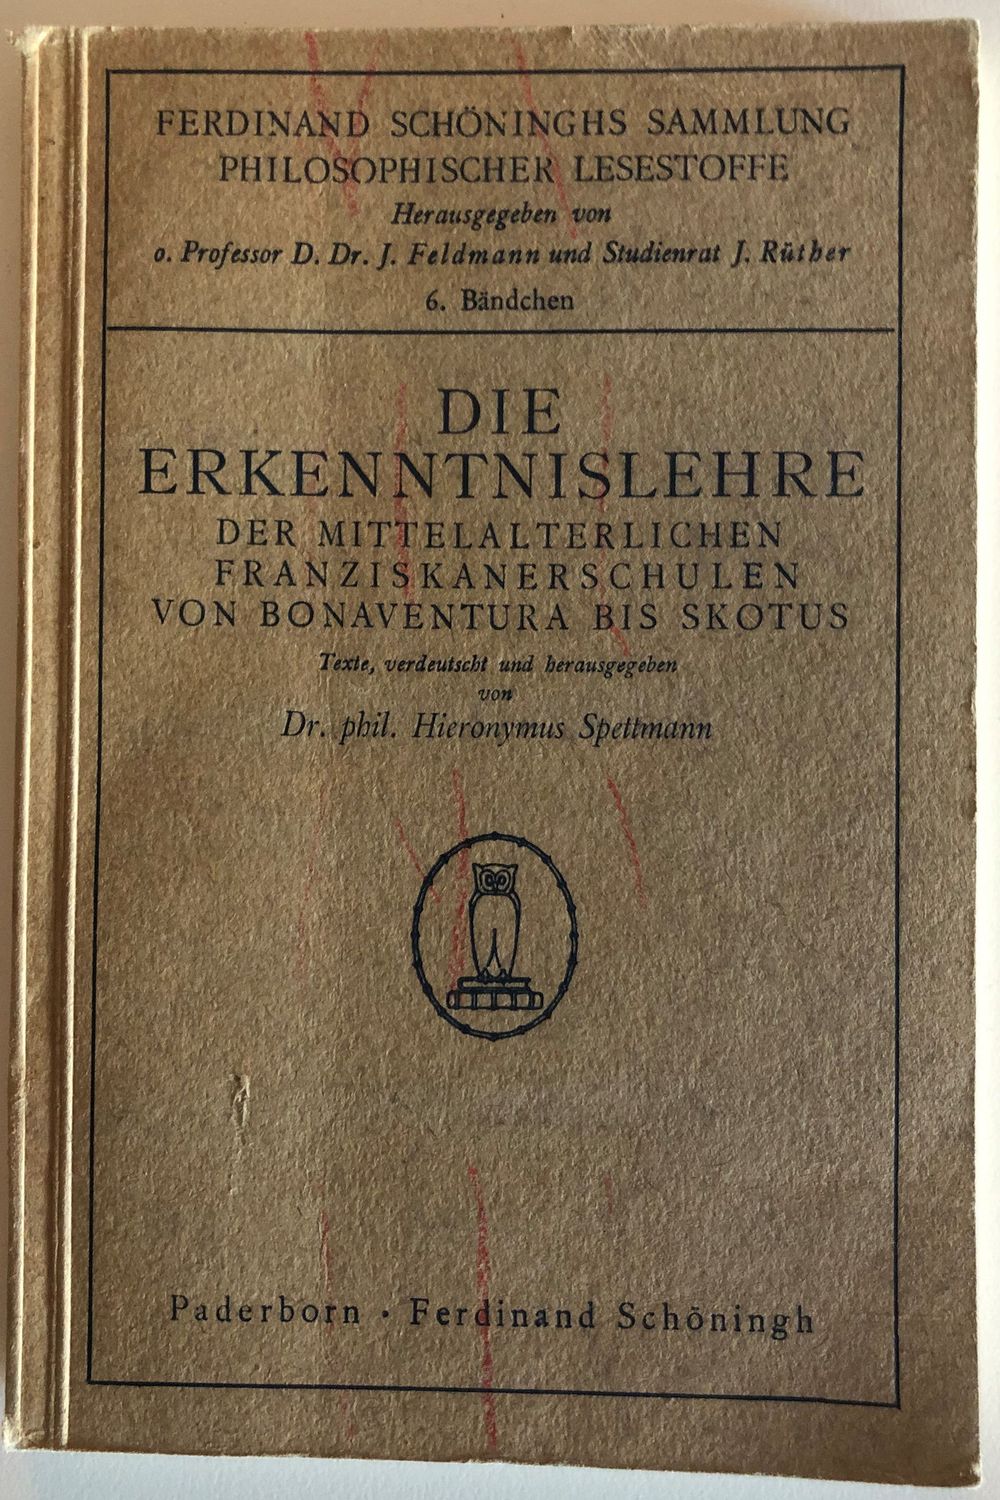 FERDINAND SCHÖNINGHS SAMMLUNG
PHILOSOPHISCHER LESESTOFFE
Herausgegeben von
o. Professor D. Dr. J. Feldmann und Studienrat J. Rüther
6. Bändchen
DIE
ERKENNTNISLEHRE
DER MITTELALTERLICHEN
FRANZISKANERSCHULEN
VON BONAVENTURA BIS SKOTUS
Texte, verdeutscht und herausgegeben
von
Dr. phil. Hieronymus Spettmann
Paderborn · Ferdinand Schöningh